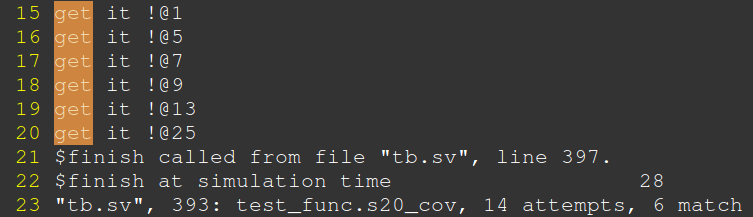 15 get it !@1
16 get it !@5
17 get it !@7
18 get it !@9
19 get it !@13
20 get it !@25
21 $finish called from file "tb.sv", line 397.
22 $finish at simulation time                   28
23 "tb.sv", 393: test_func.s20_cov, 14 attempts, 6 match